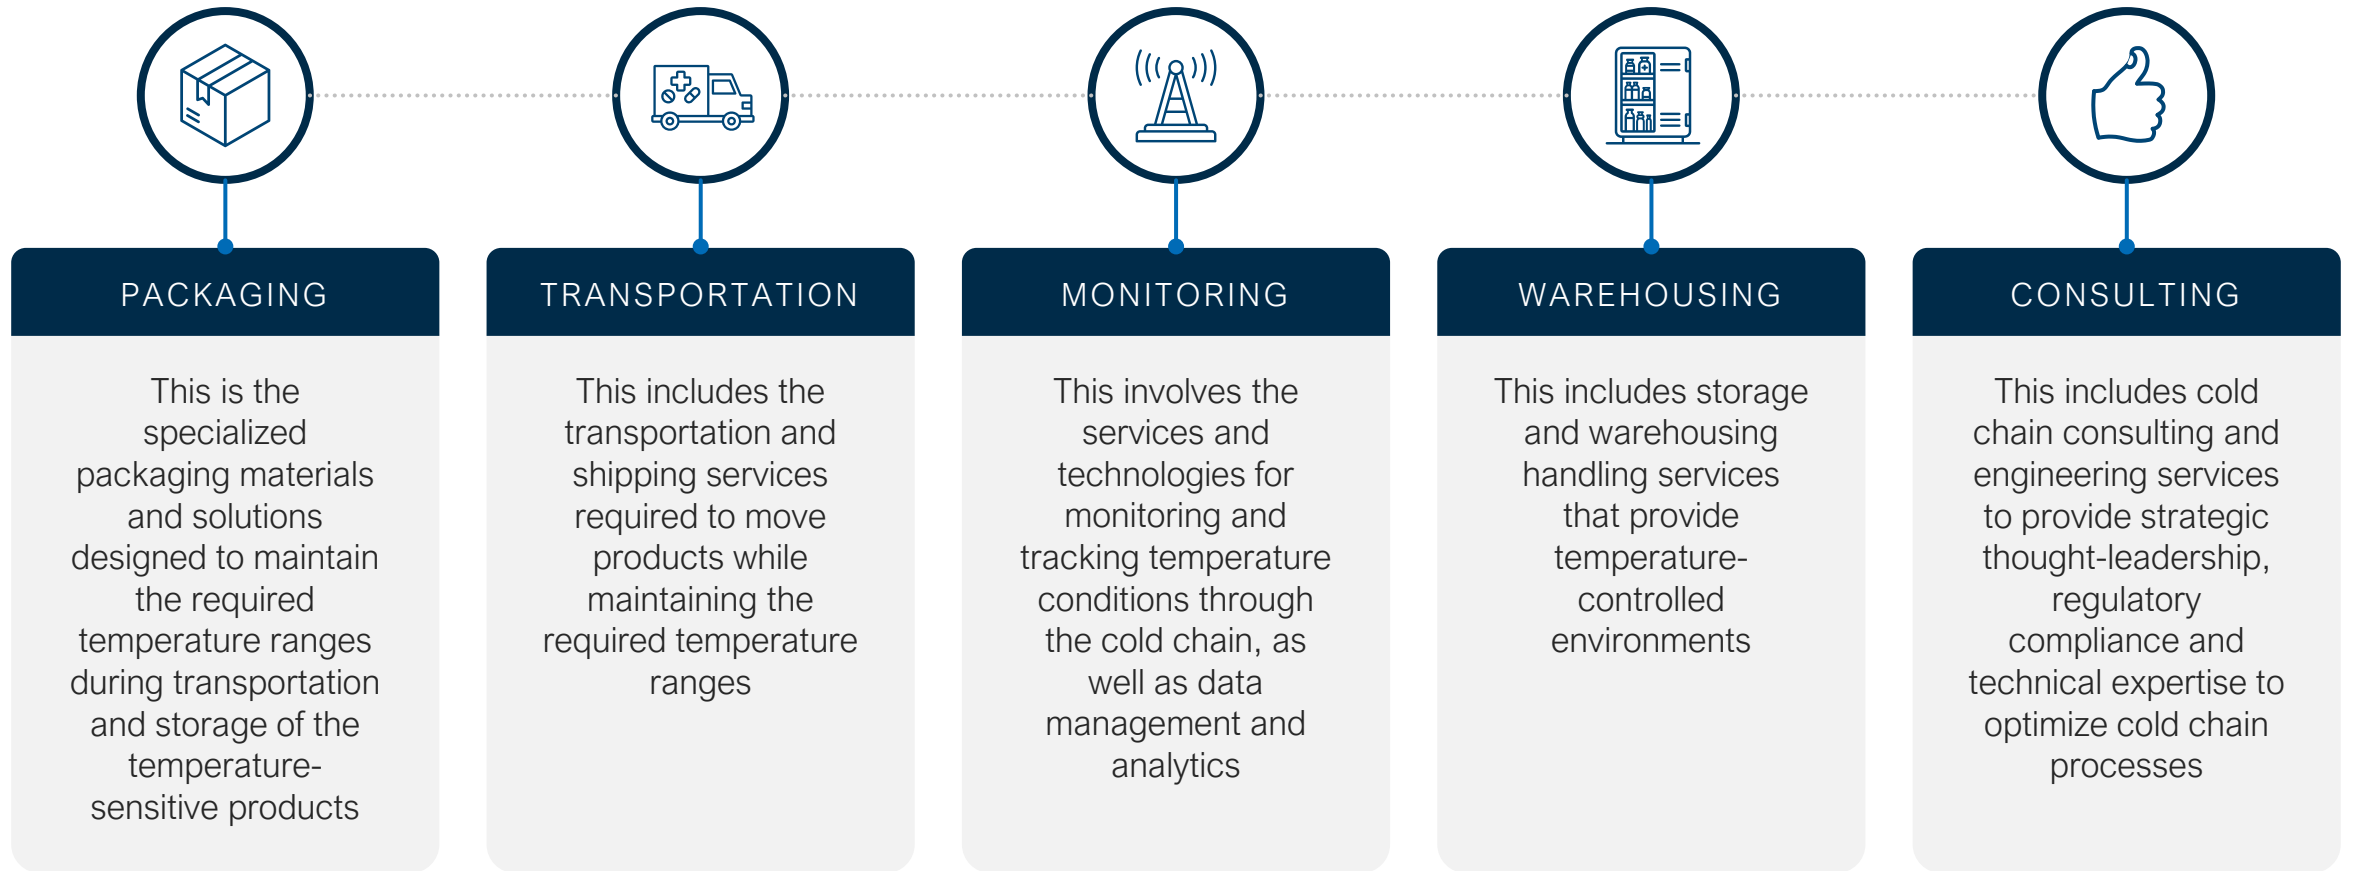 PACKAGING
This is the
specialized
packaging materials
and solutions
designed to maintain
the required
temperature ranges
during transportation
and storage of the
temperature-
sensitive products
TRANSPORTATION
This includes the
transportation and
shipping services
required to move
products while
maintaining the
required temperature
ranges
MONITORING
This involves the
services and
technologies for
monitoring and
tracking temperature
conditions through
the cold chain, as
well as data
management and
analytics
WAREHOUSING
This includes storage
and warehousing
handling services
that provide
temperature-
controlled
environments
CONSULTING
This includes cold
chain consulting and
engineering services
to provide strategic
thought-leadership,
regulatory
compliance and
technical expertise to
optimize cold chain
processes